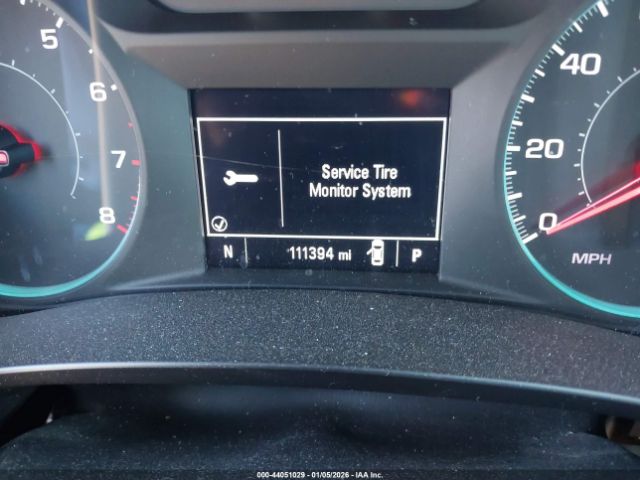 5
6
7
8
Service Tire
Monitor System
N 111394 mi P
40
20
0
MPH
000-44051029 - 01/05/2026 - IAA Inc.